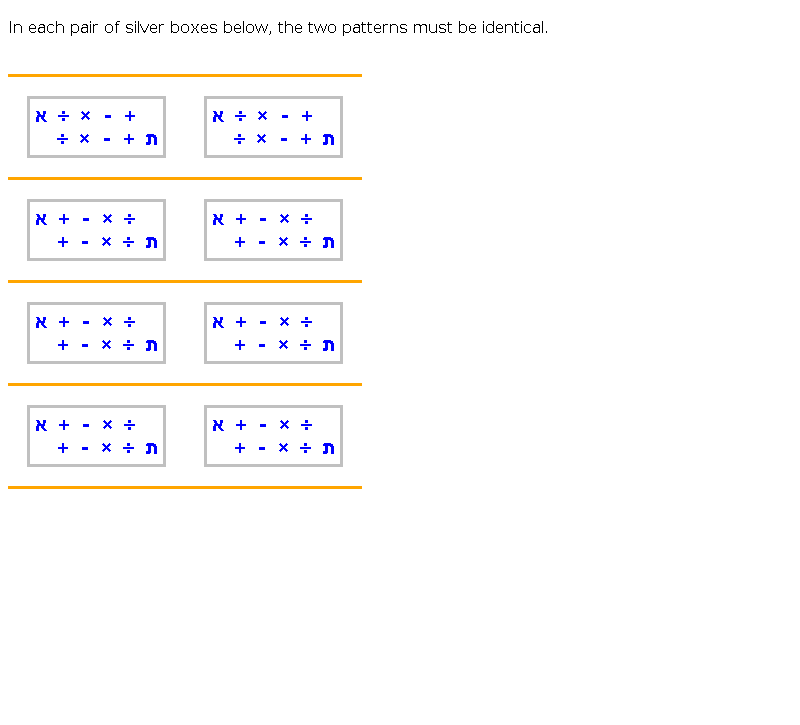 In each pair of silver boxes below, the two patterns must be identical.
א ÷ × - +
÷ × - + ת
א ÷ × - +
÷ × - + ת
א + - × ÷
+ - × ÷ ת
א + - × ÷
+ - × ÷ ת
א + - × ÷
+ - × ÷ ת
א + - × ÷
+ - × ÷ ת
א + - × ÷
+ - × ÷ ת
א + - × ÷
+ - × ÷ ת